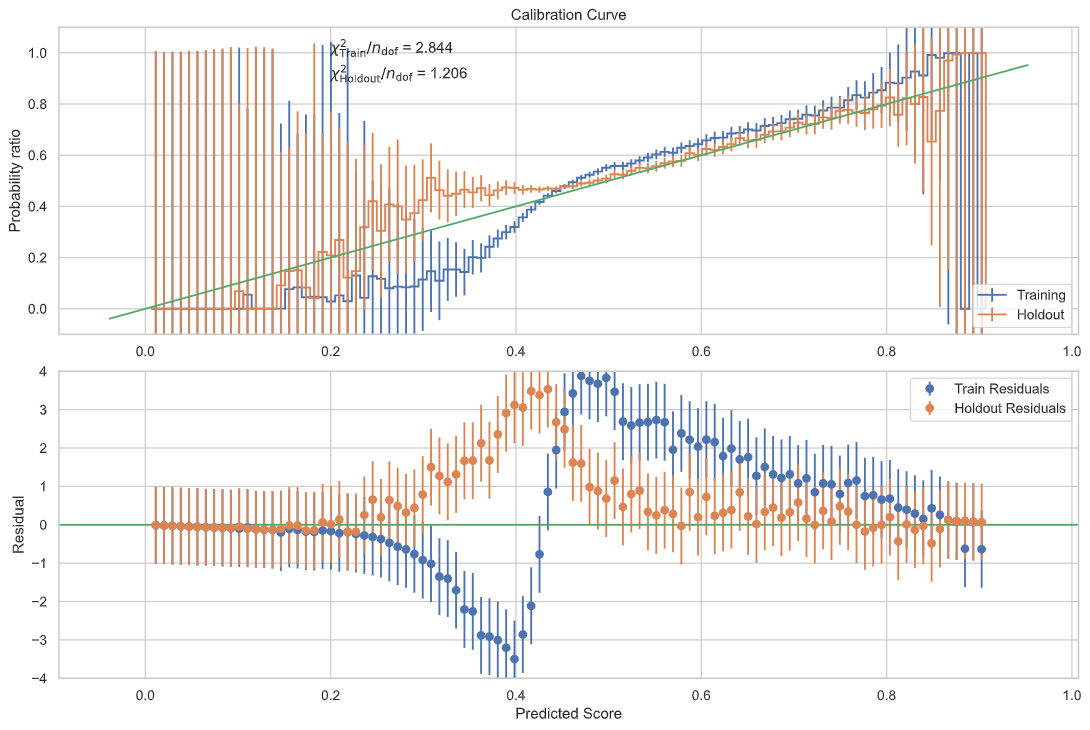 Calibration Curve
χ²Train/ndof = 2.844
χ²Holdout/ndof = 1.206
Probability ratio
1.0
0.8
0.6
0.4
0.2
0.0
Training
Holdout
0.0 0.2 0.4 0.6 0.8 1.0
Residual
4
3
2
1
0
−1
−2
−3
−4
Train Residuals
Holdout Residuals
0.0 0.2 0.4 0.6 0.8 1.0
Predicted Score